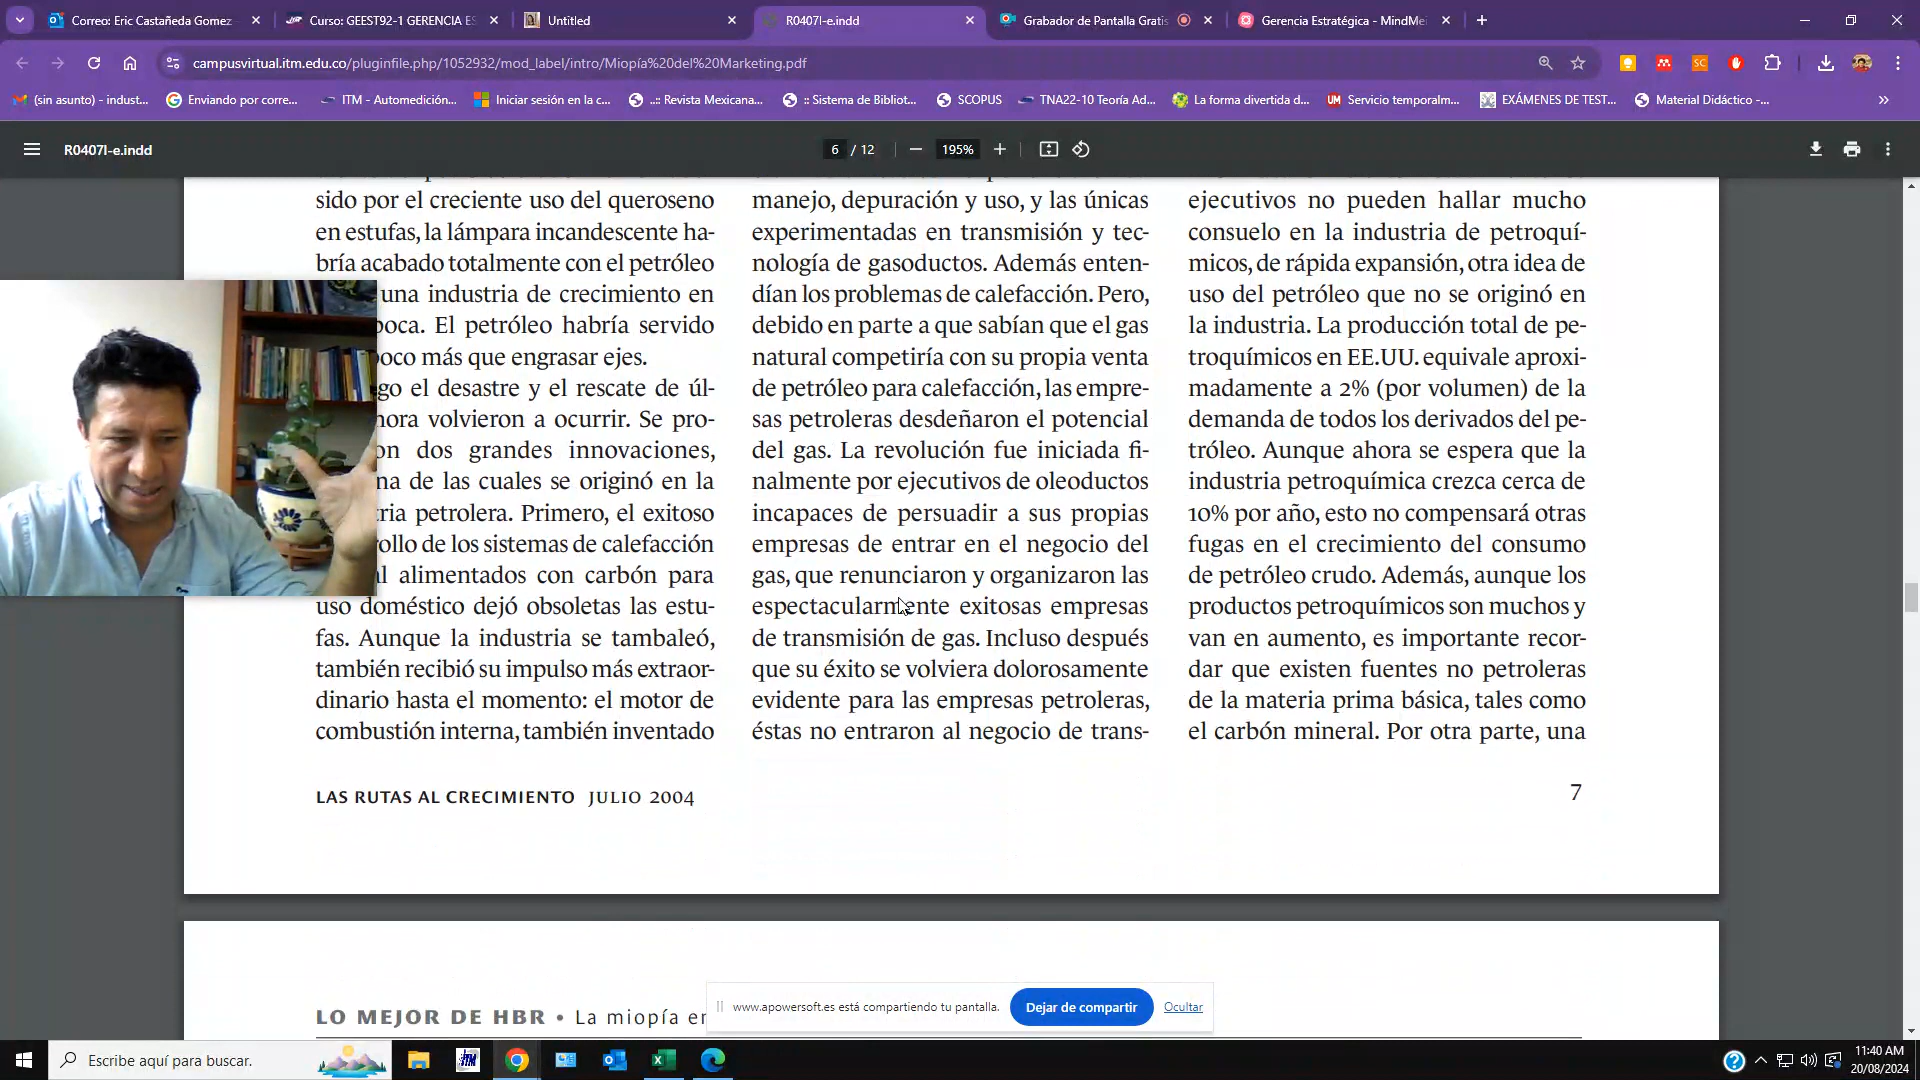 Correo: Eric Castañeda Gomez
Curso: GEEST92-1 GERENCIA ES
Untitled
R0407l-e.indd
Grabador de Pantalla Gratis
Gerencia Estratégica - MindMei
campusvirtual.itm.edu.co/pluginfile.php/1052932/mod_label/intro/Miopía%20del%20Marketing.pdf
(sin asunto) - indust...
Enviando por corre...
ITM - Automedición...
Iniciar sesión en la c...
..:: Revista Mexicana...
:: Sistema de Bibliot...
SCOPUS
TNA22-10 Teoría Ad...
La forma divertida d...
Servicio temporalm...
EXÁMENES DE TEST...
Material Didáctico -...
R0407l-e.indd
6 / 12
195%
sido por el creciente uso del queroseno
en estufas, la lámpara incandescente ha-
bría acabado totalmente con el petróleo
una industria de crecimiento en
poca. El petróleo habría servido
poco más que engrasar ejes.
go el desastre y el rescate de úl-
hora volvieron a ocurrir. Se pro-
on dos grandes innovaciones,
na de las cuales se originó en la
tria petrolera. Primero, el exitoso
rollo de los sistemas de calefacción
al alimentados con carbón para
uso doméstico dejó obsoletas las estu-
fas. Aunque la industria se tambaleó,
también recibió su impulso más extraor-
dinario hasta el momento: el motor de
combustión interna, también inventado
manejo, depuración y uso, y las únicas
experimentadas en transmisión y tec-
nología de gasoductos. Además enten-
dían los problemas de calefacción. Pero,
debido en parte a que sabían que el gas
natural competiría con su propia venta
de petróleo para calefacción, las empre-
sas petroleras desdeñaron el potencial
del gas. La revolución fue iniciada fi-
nalmente por ejecutivos de oleoductos
incapaces de persuadir a sus propias
empresas de entrar en el negocio del
gas, que renunciaron y organizaron las
espectacularmente exitosas empresas
de transmisión de gas. Incluso después
que su éxito se volviera dolorosamente
evidente para las empresas petroleras,
éstas no entraron al negocio de trans-
ejecutivos no pueden hallar mucho
consuelo en la industria de petroquí-
micos, de rápida expansión, otra idea de
uso del petróleo que no se originó en
la industria. La producción total de pe-
troquímicos en EE.UU. equivale aproxi-
madamente a 2% (por volumen) de la
demanda de todos los derivados del pe-
tróleo. Aunque ahora se espera que la
industria petroquímica crezca cerca de
10% por año, esto no compensará otras
fugas en el crecimiento del consumo
de petróleo crudo. Además, aunque los
productos petroquímicos son muchos y
van en aumento, es importante recor-
dar que existen fuentes no petroleras
de la materia prima básica, tales como
el carbón mineral. Por otra parte, una
LAS RUTAS AL CRECIMIENTO JULIO 2004
7
LO MEJOR DE HBR • La miopía en
www.apowersoft.es está compartiendo tu pantalla.
Dejar de compartir
Ocultar
Escribe aquí para buscar.
11:40 AM
20/08/2024